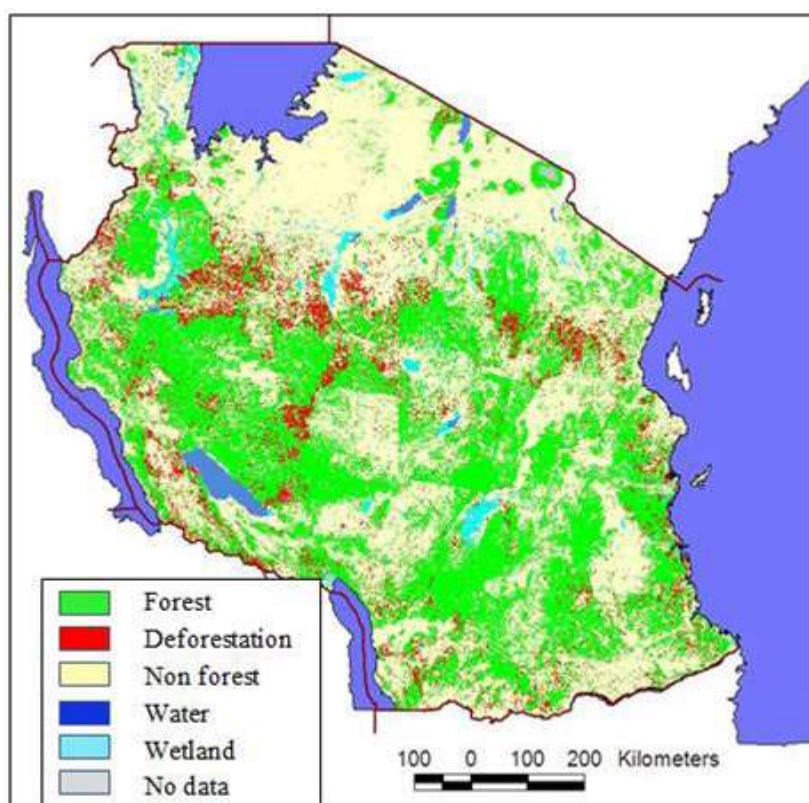 Forest
Deforestation
Non forest
Water
Wetland
No data
100 0 100 200 Kilometers